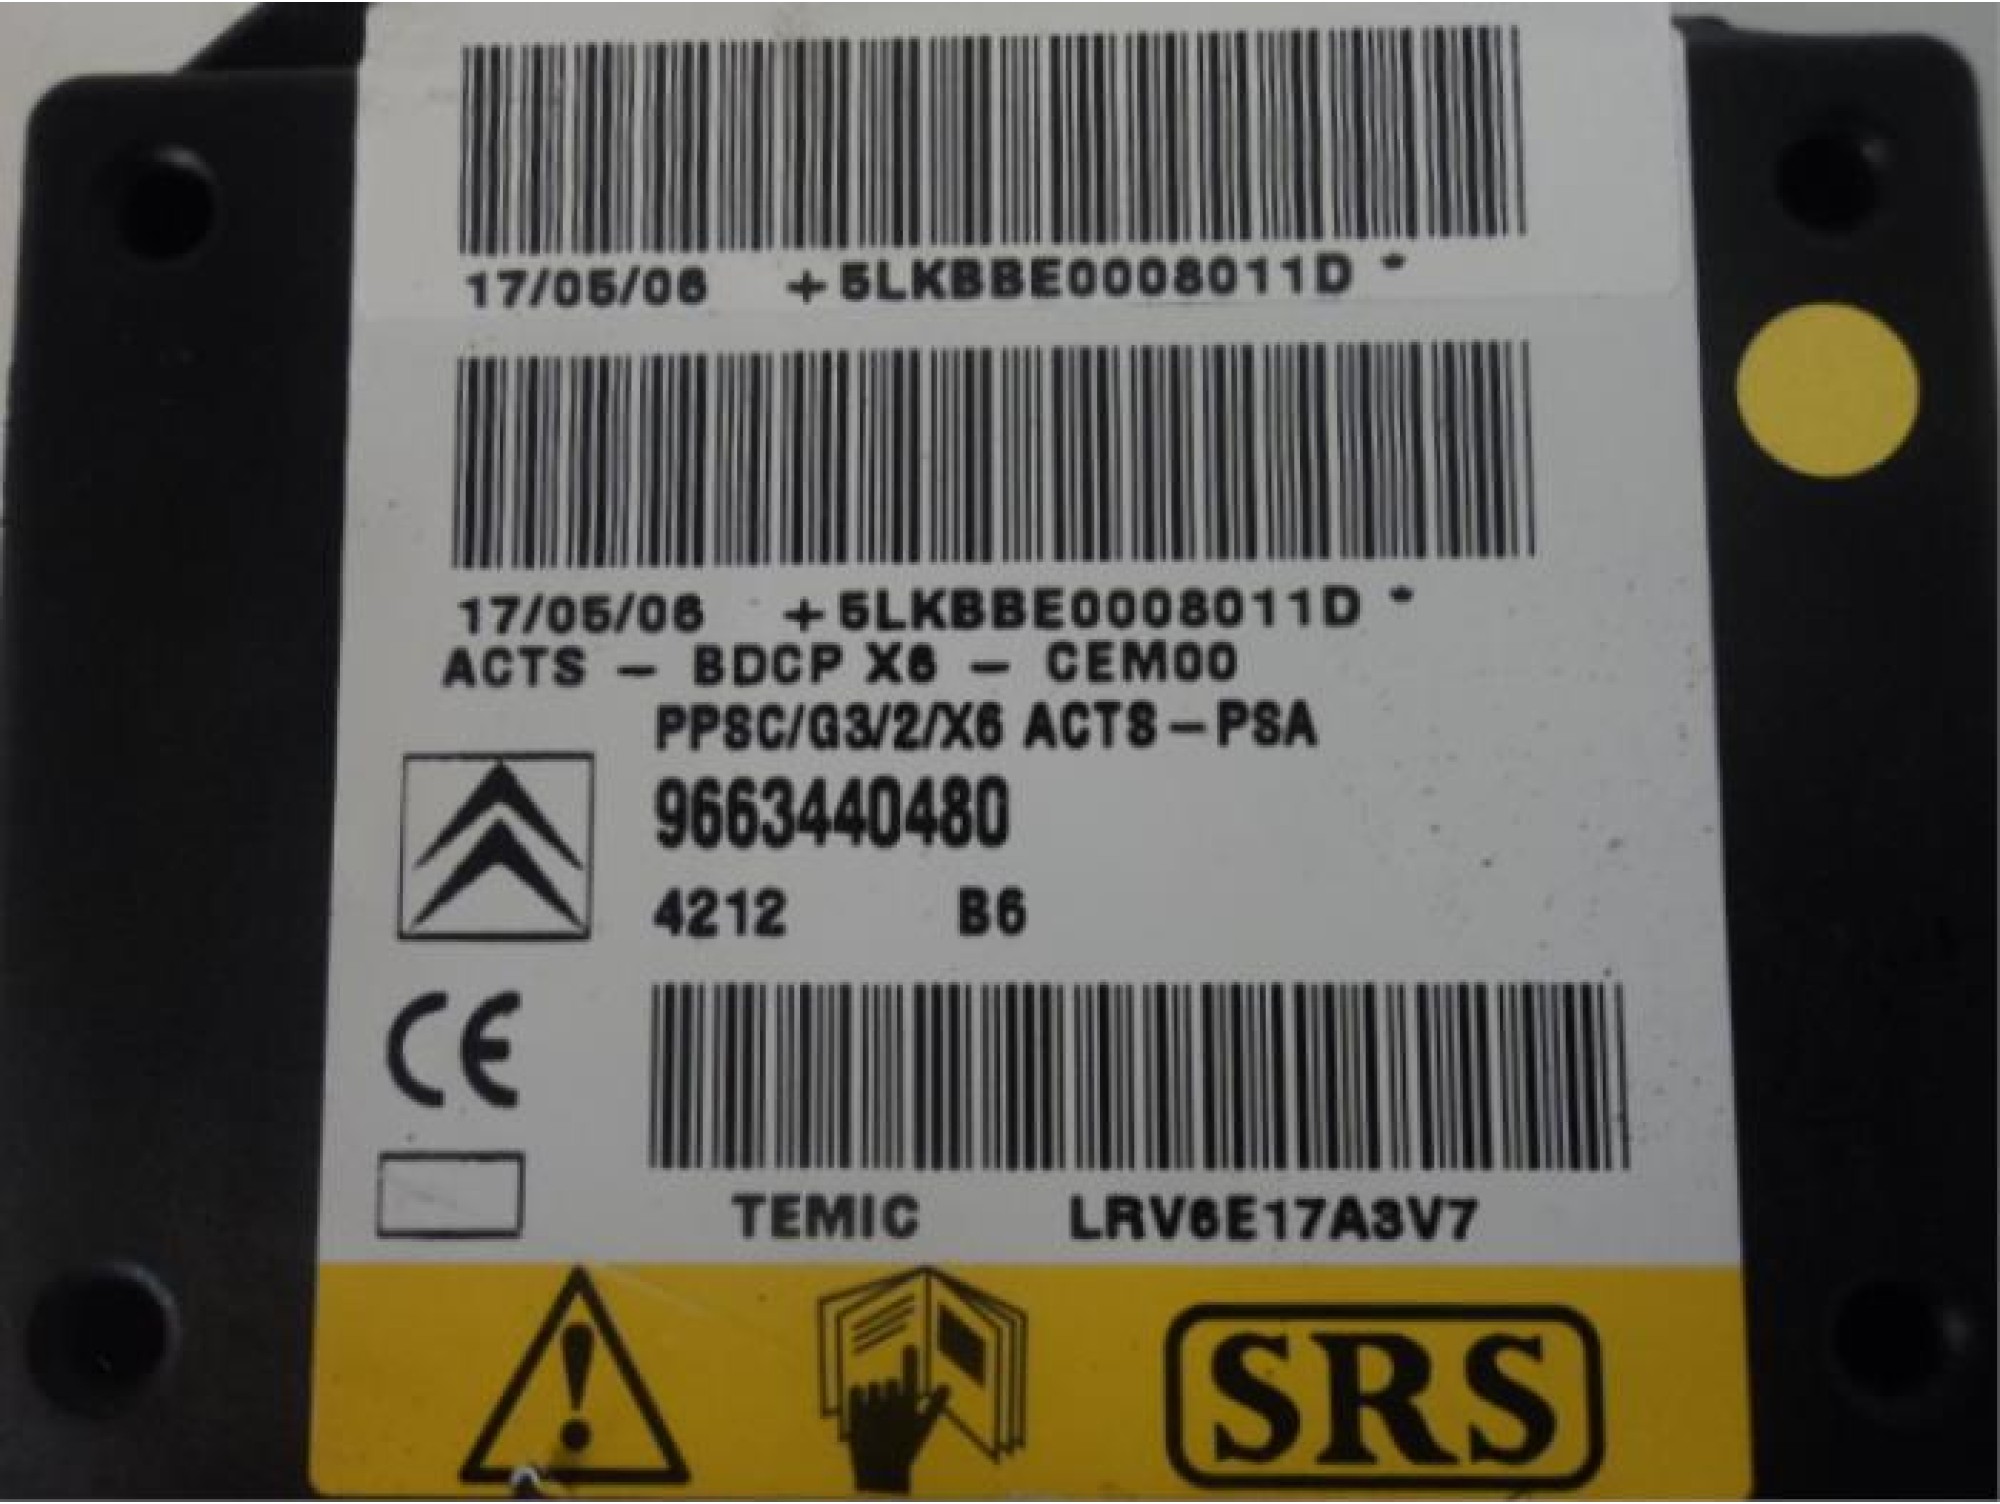 17/05/06 +5LKBBE0008011D *
17/05/06 +5LKBBE0008011D *
ACTS - BDCP X6 - CEM00
PPSC/G3/2/X6 ACTS-PSA
9663440480
4212 B6
CE
TEMIC LRV6E17A3V7
SRS